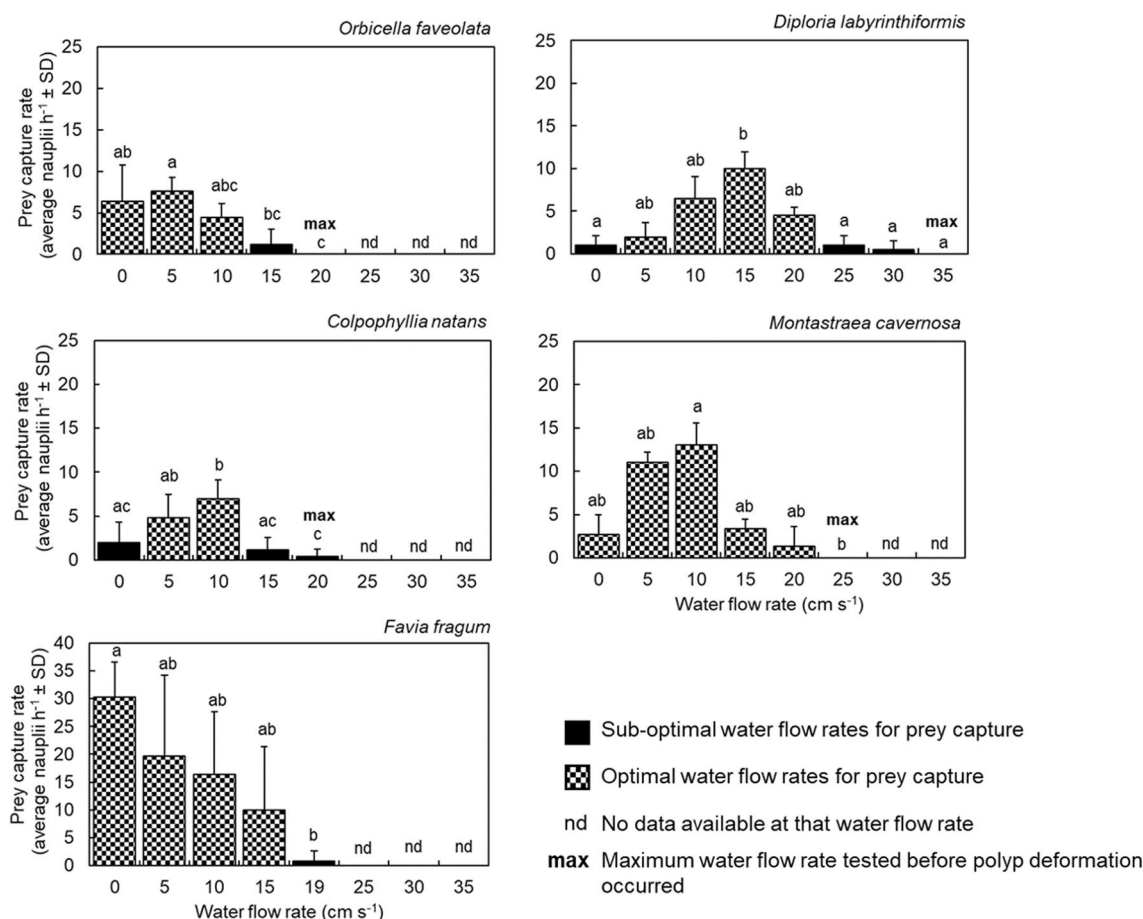 Orbicella faveolata
Prey capture rate
(average nauplii h⁻¹ ± SD)
25
20
15
10
5
0
ab
a
abc
bc
max
c
nd
nd
nd
0 5 10 15 20 25 30 35
Diploria labyrinthiformis
25
20
15
10
5
0
a
ab
ab
b
ab
a
a
max
a
0 5 10 15 20 25 30 35
Colpophyllia natans
Prey capture rate
(average nauplii h⁻¹ ± SD)
25
20
15
10
5
0
ac
ab
b
ac
max
c
nd
nd
nd
0 5 10 15 20 25 30 35
Montastraea cavernosa
25
20
15
10
5
0
ab
ab
a
ab
ab
max
b
nd
nd
0 5 10 15 20 25 30 35
Water flow rate (cm s⁻¹)
Favia fragum
Prey capture rate
(average nauplii h⁻¹ ± SD)
40
35
30
25
20
15
10
5
0
a
ab
ab
ab
b
nd
nd
nd
0 5 10 15 19 25 30 35
Water flow rate (cm s⁻¹)
Sub-optimal water flow rates for prey capture
Optimal water flow rates for prey capture
nd No data available at that water flow rate
max Maximum water flow rate tested before polyp deformation
occurred